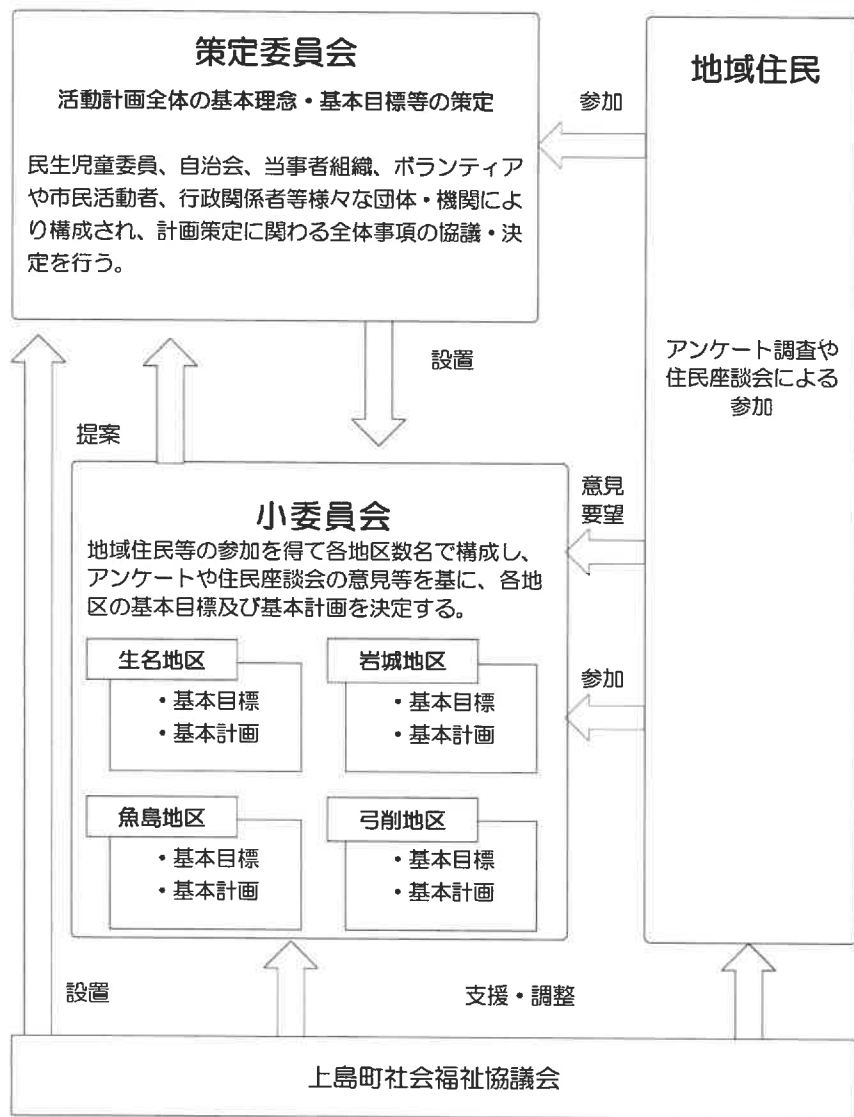 策定委員会
活動計画全体の基本理念・基本目標等の策定
民生児童委員、自治会、当事者組織、ボランティア
や市民活動者、行政関係者等様々な団体・機関によ
り構成され、計画策定に関わる全体事項の協議・決
定を行う。
参加
地域住民
アンケート調査や
住民座談会による
参加
設置
提案
小委員会
地域住民等の参加を得て各地区数名で構成し、
アンケートや住民座談会の意見等を基に、各地
区の基本目標及び基本計画を決定する。
意見
要望
生名地区
・基本目標
・基本計画
岩城地区
・基本目標
・基本計画
参加
魚島地区
・基本目標
・基本計画
弓削地区
・基本目標
・基本計画
設置
支援・調整
上島町社会福祉協議会